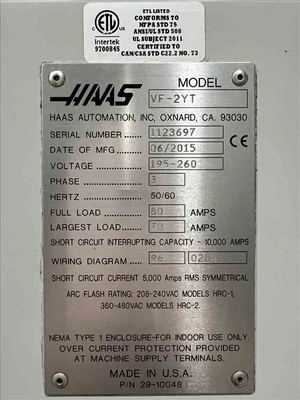 ETL LISTED
CONFORMS TO
NFPA STD 79
ANSI/UL STD 508
UL SUBJECT 2011
CERTIFIED TO
CAN/CSA STD C22.2 NO. 73
ETL
LISTED
C
US
Intertek
9700845
MODEL
HAAS
VF-2YT
HAAS AUTOMATION, INC, OXNARD, CA. 93030
SERIAL NUMBER 1123697
CE
DATE OF MFG 06/2015
VOLTAGE 195-260
PHASE 3
HERTZ 50/60
FULL LOAD 80 AMPS
LARGEST LOAD 70 AMPS
SHORT CIRCUIT INTERRUPTING CAPACITY - 10,000 AMPS
WIRING DIAGRAM 96
SHORT CIRCUIT CURRENT 5,000 Amps RMS SYMMETRICAL
ARC FLASH RATING: 208-240VAC MODELS HRC-1,
360-480VAC MODELS HRC-2.
NEMA TYPE 1 ENCLOSURE-FOR INDOOR USE ONLY.
OVER CURRENT PROTECTION PROVIDED
AT MACHINE SUPPLY TERMINALS.
MADE IN U.S.A.
P/N 29-10048